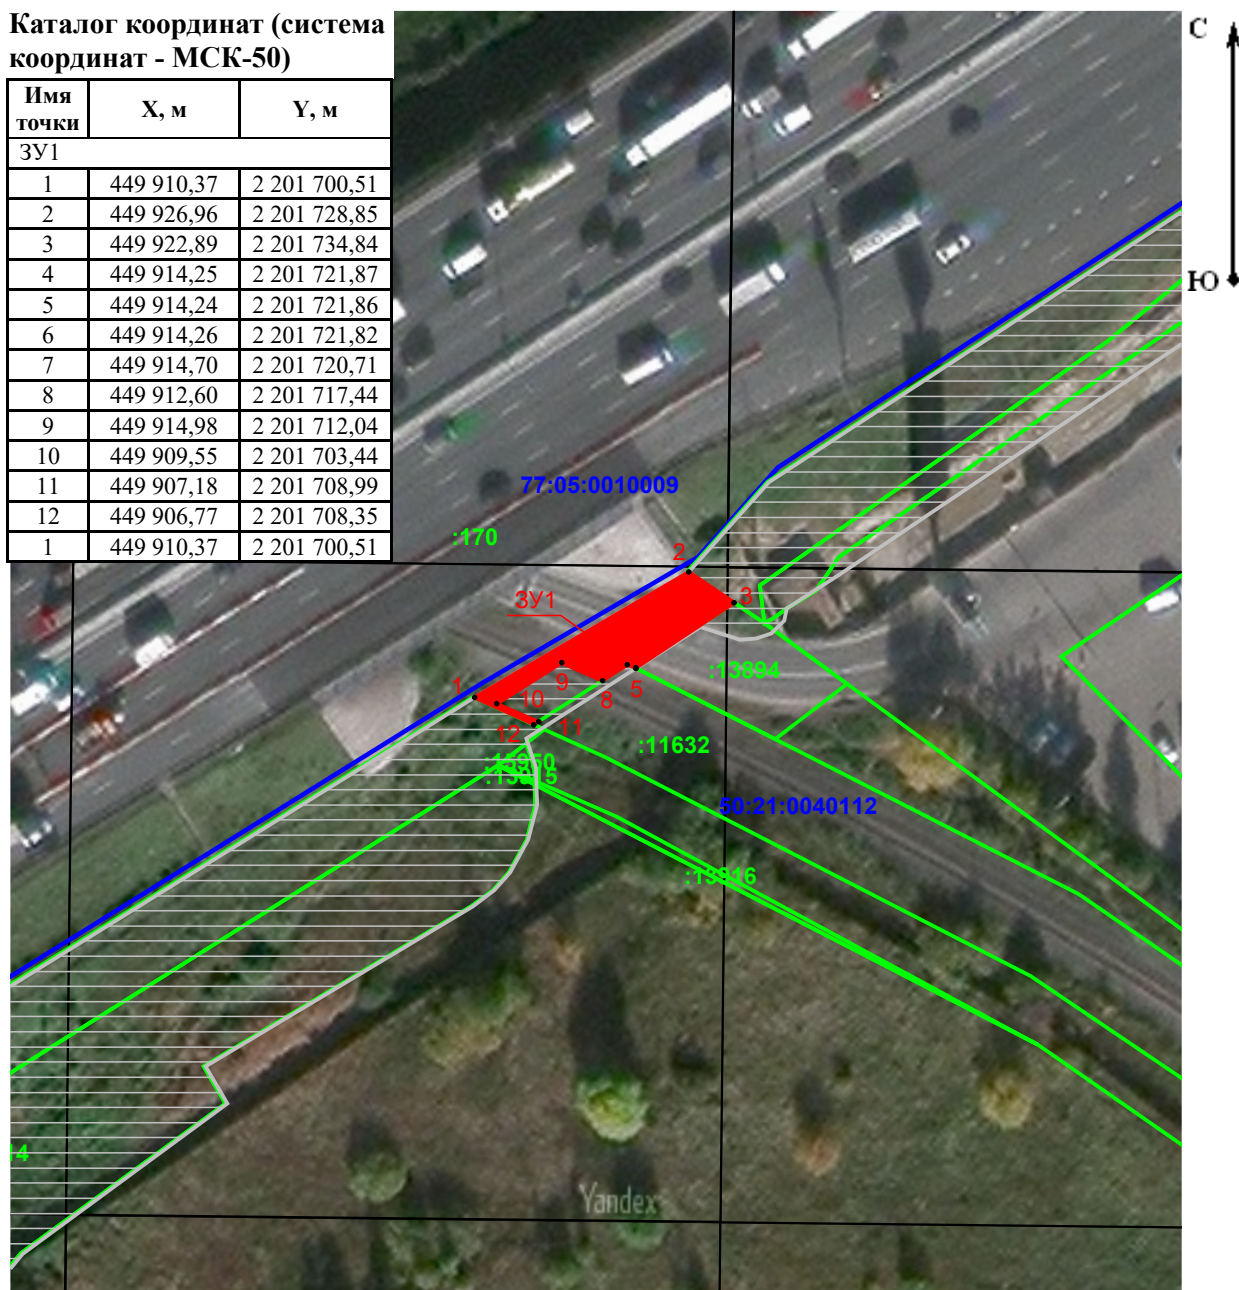 Каталог координат (система
координат - МСК-50)
Имя точки X, м Y, м
ЗУ1
1 449 910,37 2 201 700,51
2 449 926,96 2 201 728,85
3 449 922,89 2 201 734,84
4 449 914,25 2 201 721,87
5 449 914,24 2 201 721,86
6 449 914,26 2 201 721,82
7 449 914,70 2 201 720,71
8 449 912,60 2 201 717,44
9 449 914,98 2 201 712,04
10 449 909,55 2 201 703,44
11 449 907,18 2 201 708,99
12 449 906,77 2 201 708,35
1 449 910,37 2 201 700,51
С
Ю
77:05:0010009
:170
2
ЗУ1
3
:13894
1
10
9
8
5
12
11
:11632
:15950
50:21:0040112
:13916
14
Yandex